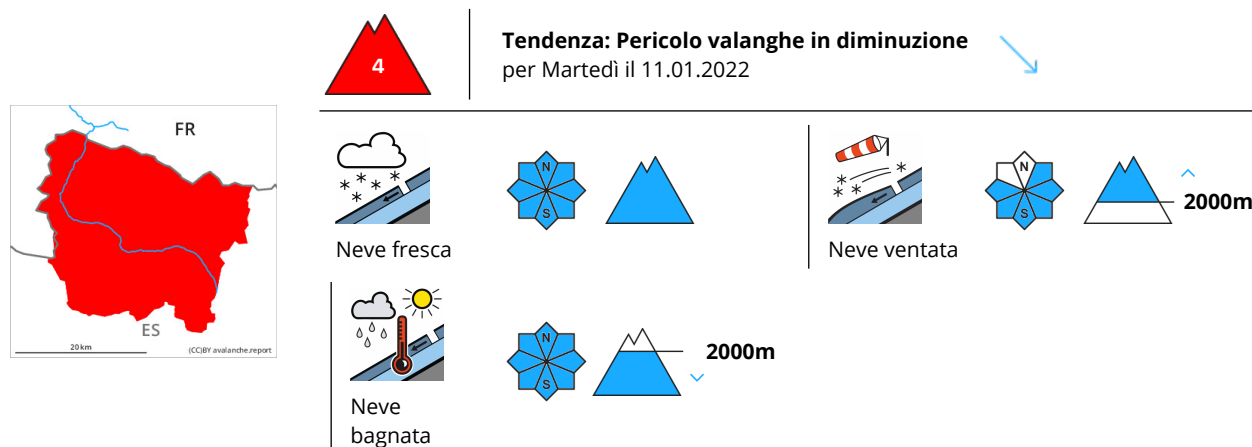 4
Tendenza: Pericolo valanghe in diminuzione
per Martedì il 11.01.2022
FR
ES
20 km
(CC)BY avalanche.report
N
S
Neve fresca
N
S
2000m
Neve ventata
N
S
2000m
Neve
bagnata